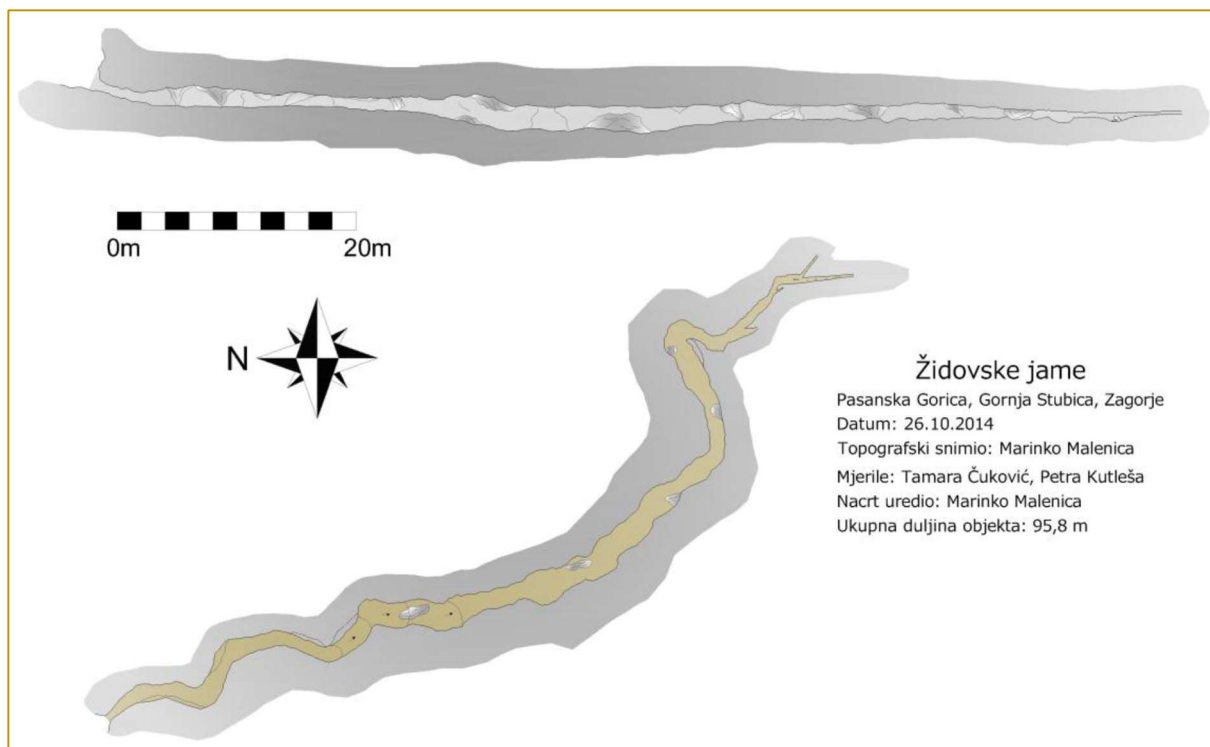 0m 20m
N
Židovske jame
Pasanska Gorica, Gornja Stubica, Zagorje
Datum: 26.10.2014
Topografski snimio: Marinko Malenica
Mjerile: Tamara Čuković, Petra Kutleša
Nacrt uredio: Marinko Malenica
Ukupna duljina objekta: 95,8 m